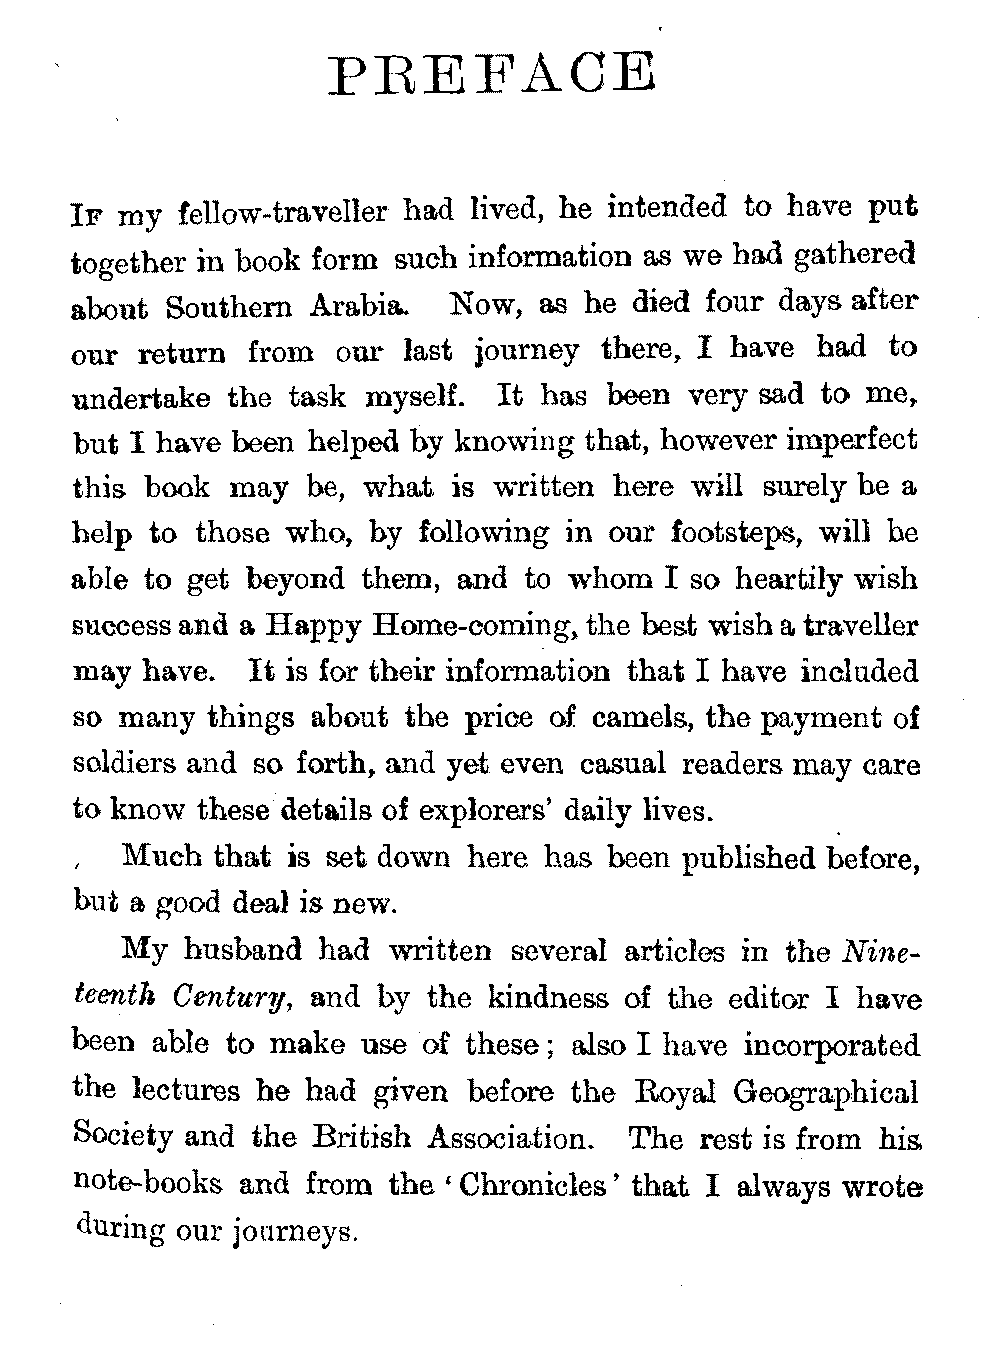 PREFACE
If my fellow-traveller had lived, he intended to have put
together in book form such information as we had gathered
about Southern Arabia. Now, as he died four days after
our return from our last journey there, I have had to
undertake the task myself. It has been very sad to me,
but I have been helped by knowing that, however imperfect
this book may be, what is written here will surely be a
help to those who, by following in our footsteps, will be
able to get beyond them, and to whom I so heartily wish
success and a Happy Home-coming, the best wish a traveller
may have. It is for their information that I have included
so many things about the price of camels, the payment of
soldiers and so forth, and yet even casual readers may care
to know these details of explorers' daily lives.
Much that is set down here has been published before,
but a good deal is new.
My husband had written several articles in the Nine-
teenth Century, and by the kindness of the editor I have
been able to make use of these; also I have incorporated
the lectures he had given before the Royal Geographical
Society and the British Association. The rest is from his
note-books and from the 'Chronicles' that I always wrote
during our journeys.